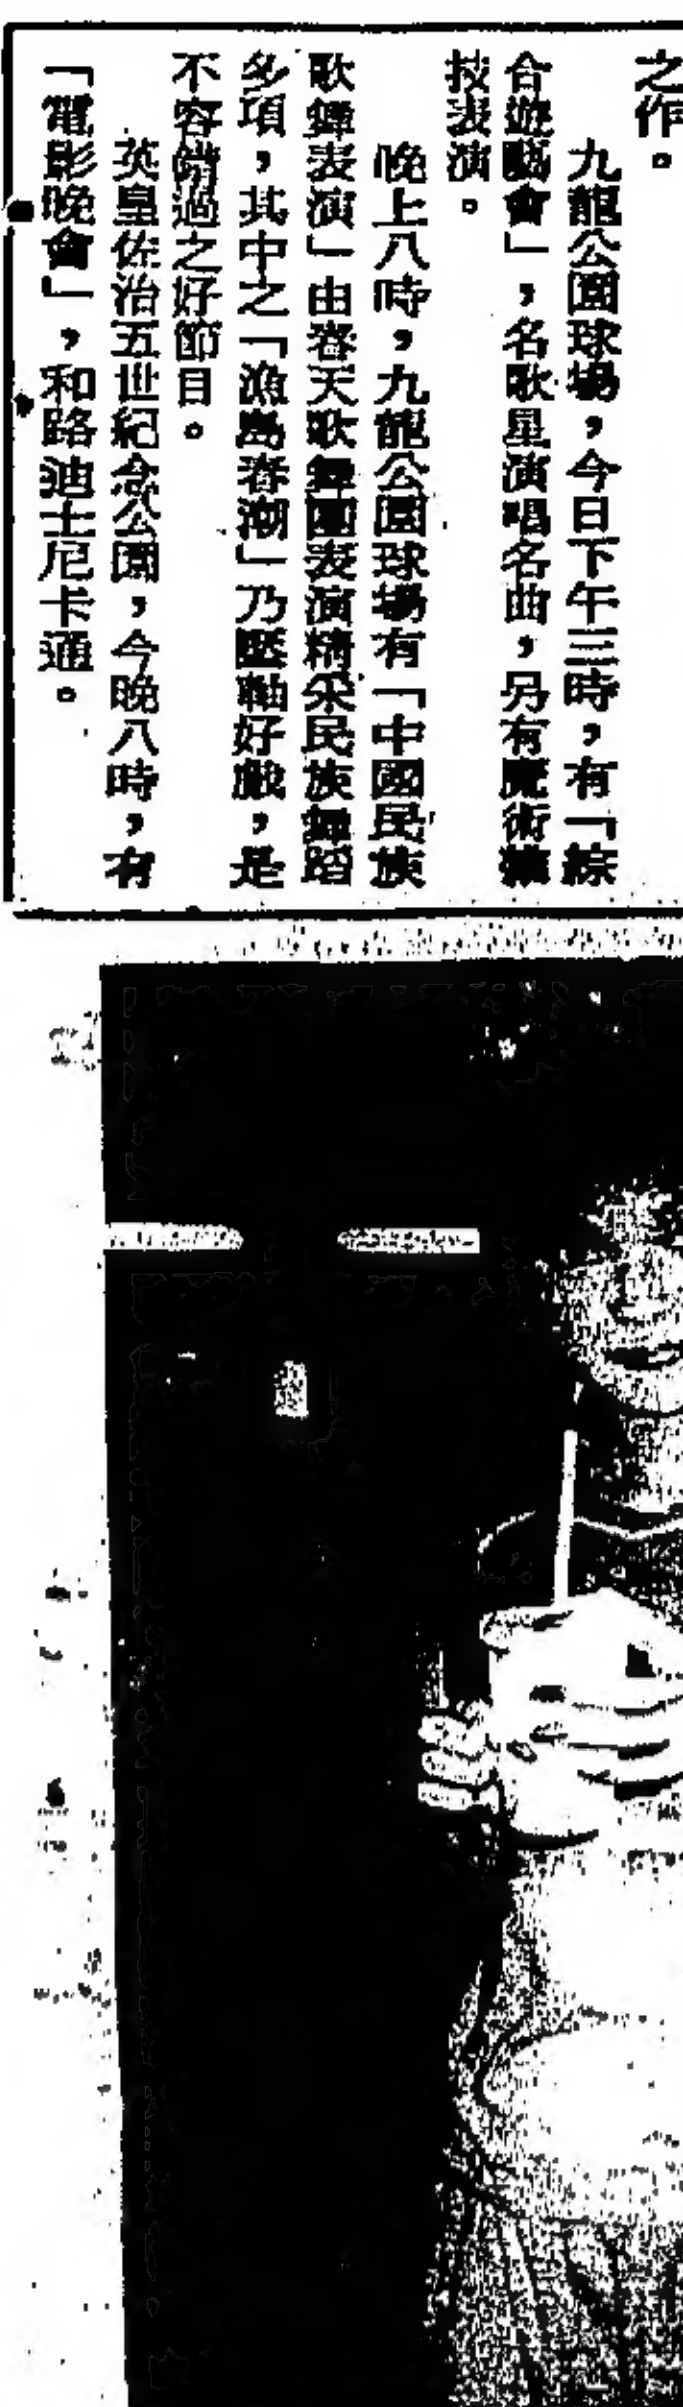 之作。
九龍公園球場，今日下午三時，有「綜
合遊藝會」，名歌星演唱名曲，另有魔術雜
技表演。
晚上八時，九龍公園球場有「中國民族
歌舞表演」由春天歌舞團表演精采民族舞蹈
多項，其中之「漁島春潮」乃壓軸好戲，是
不容錯過之好節目。
英皇佐治五世紀念公園，今晚八時，有
「電影晚會」，和路迪士尼卡通。